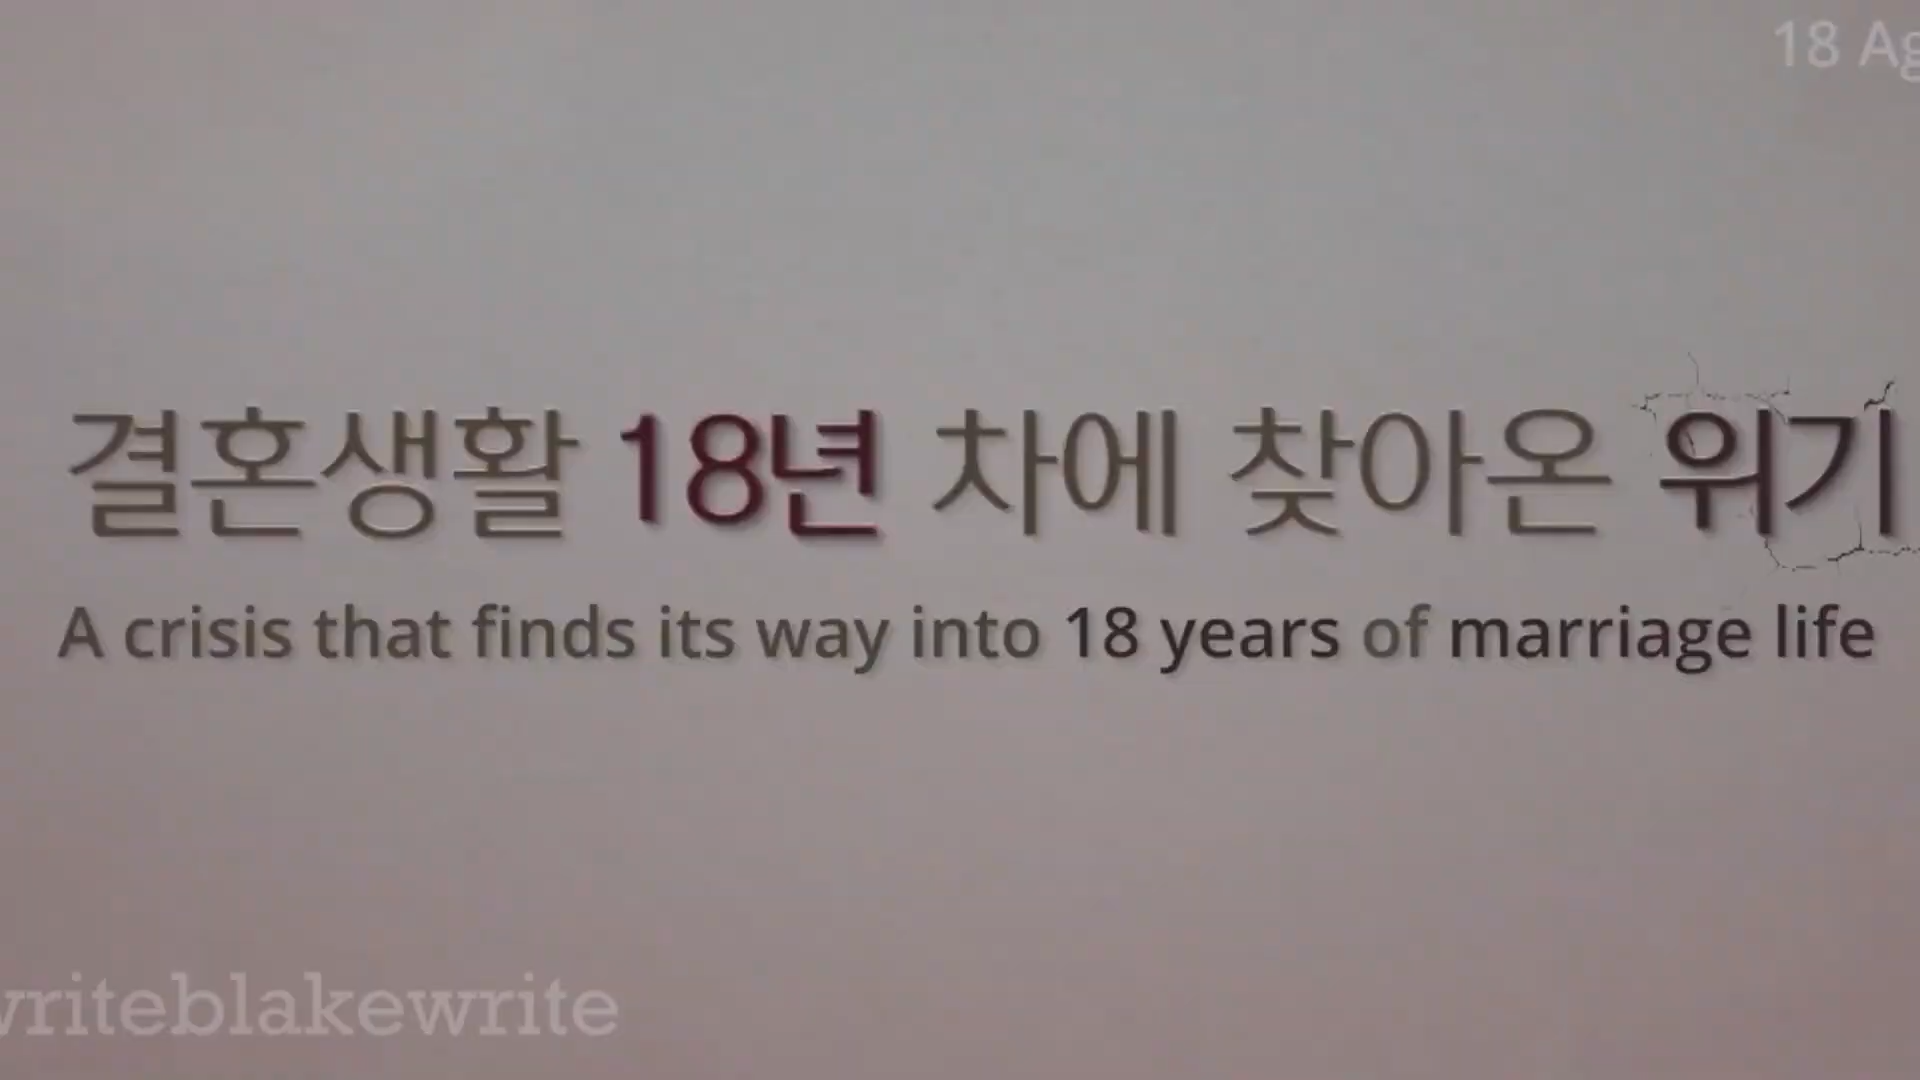 18 Ag
결혼생활 18년 차에 찾아온 위기
A crisis that finds its way into 18 years of marriage life
writeblakewrite